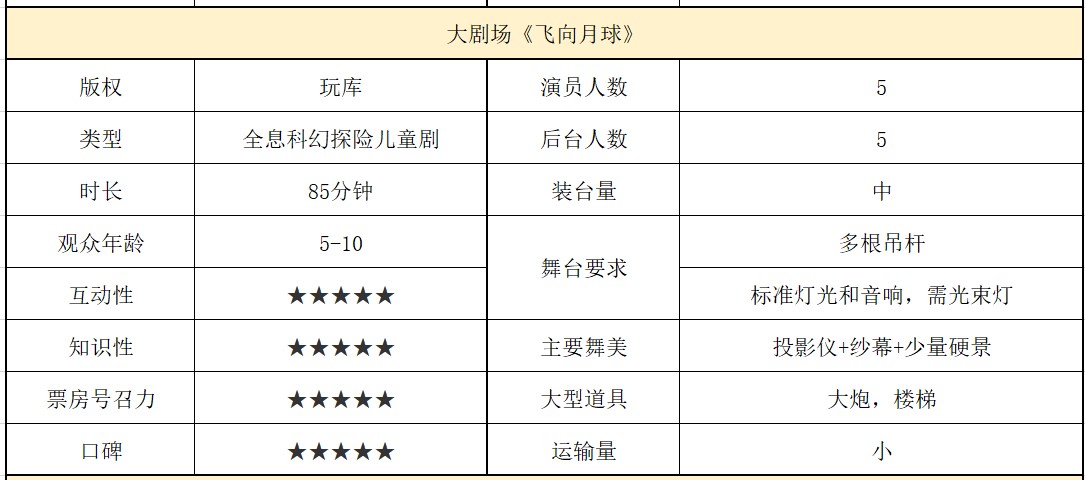 大剧场《飞向月球》
版权 玩库 演员人数 5
类型 全息科幻探险儿童剧 后台人数 5
时长 85分钟 装台量 中
观众年龄 5-10 舞台要求 多根吊杆
互动性 ★★★★★ 标准灯光和音响，需光束灯
知识性 ★★★★★ 主要舞美 投影仪+纱幕+少量硬景
票房号召力 ★★★★★ 大型道具 大炮，楼梯
口碑 ★★★★★ 运输量 小